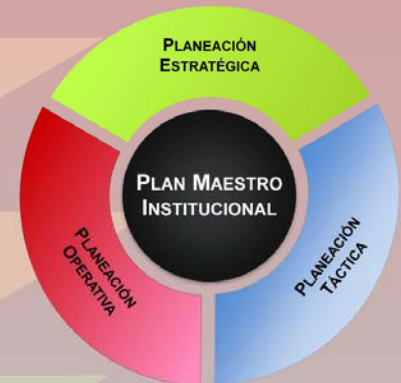 PLANEACIÓN
ESTRATÉGICA
PLAN MAESTRO
INSTITUCIONAL
PLANEACIÓN
OPERATIVA
PLANEACIÓN
TÁCTICA